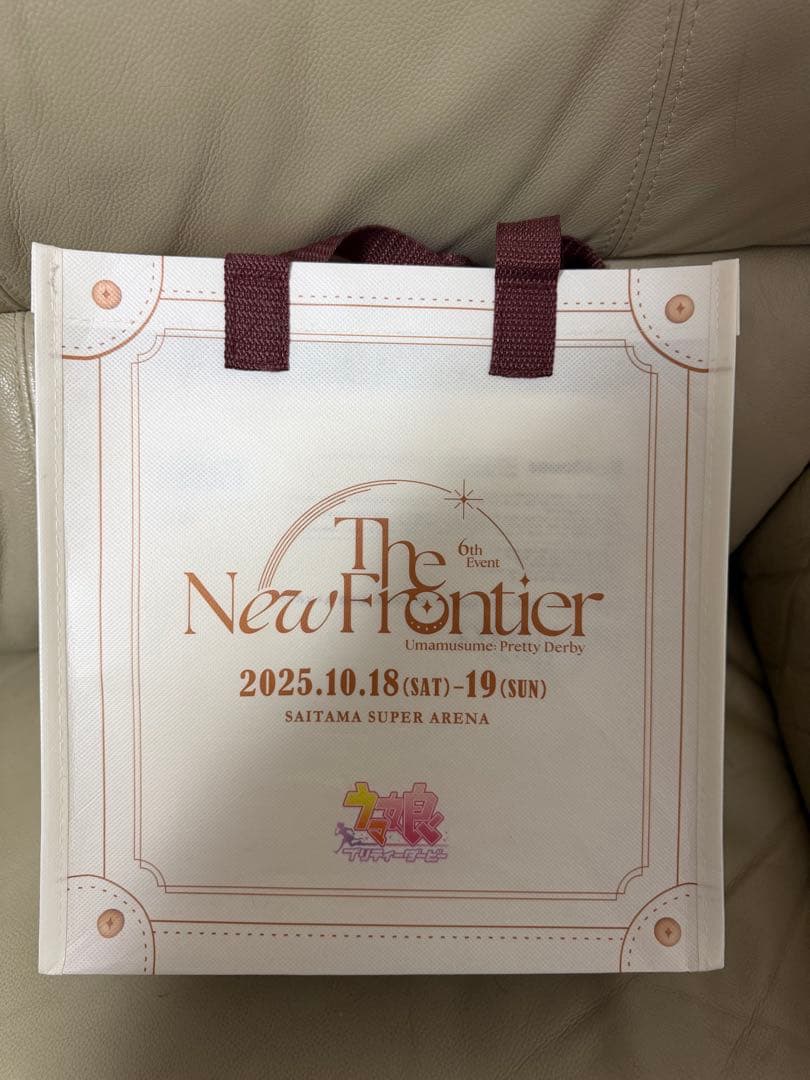 The
6th
Event
New Frontier
Umamusume: Pretty Derby
2025.10.18(SAT)-19(SUN)
SAITAMA SUPER ARENA
ウマ娘
プリティーダービー